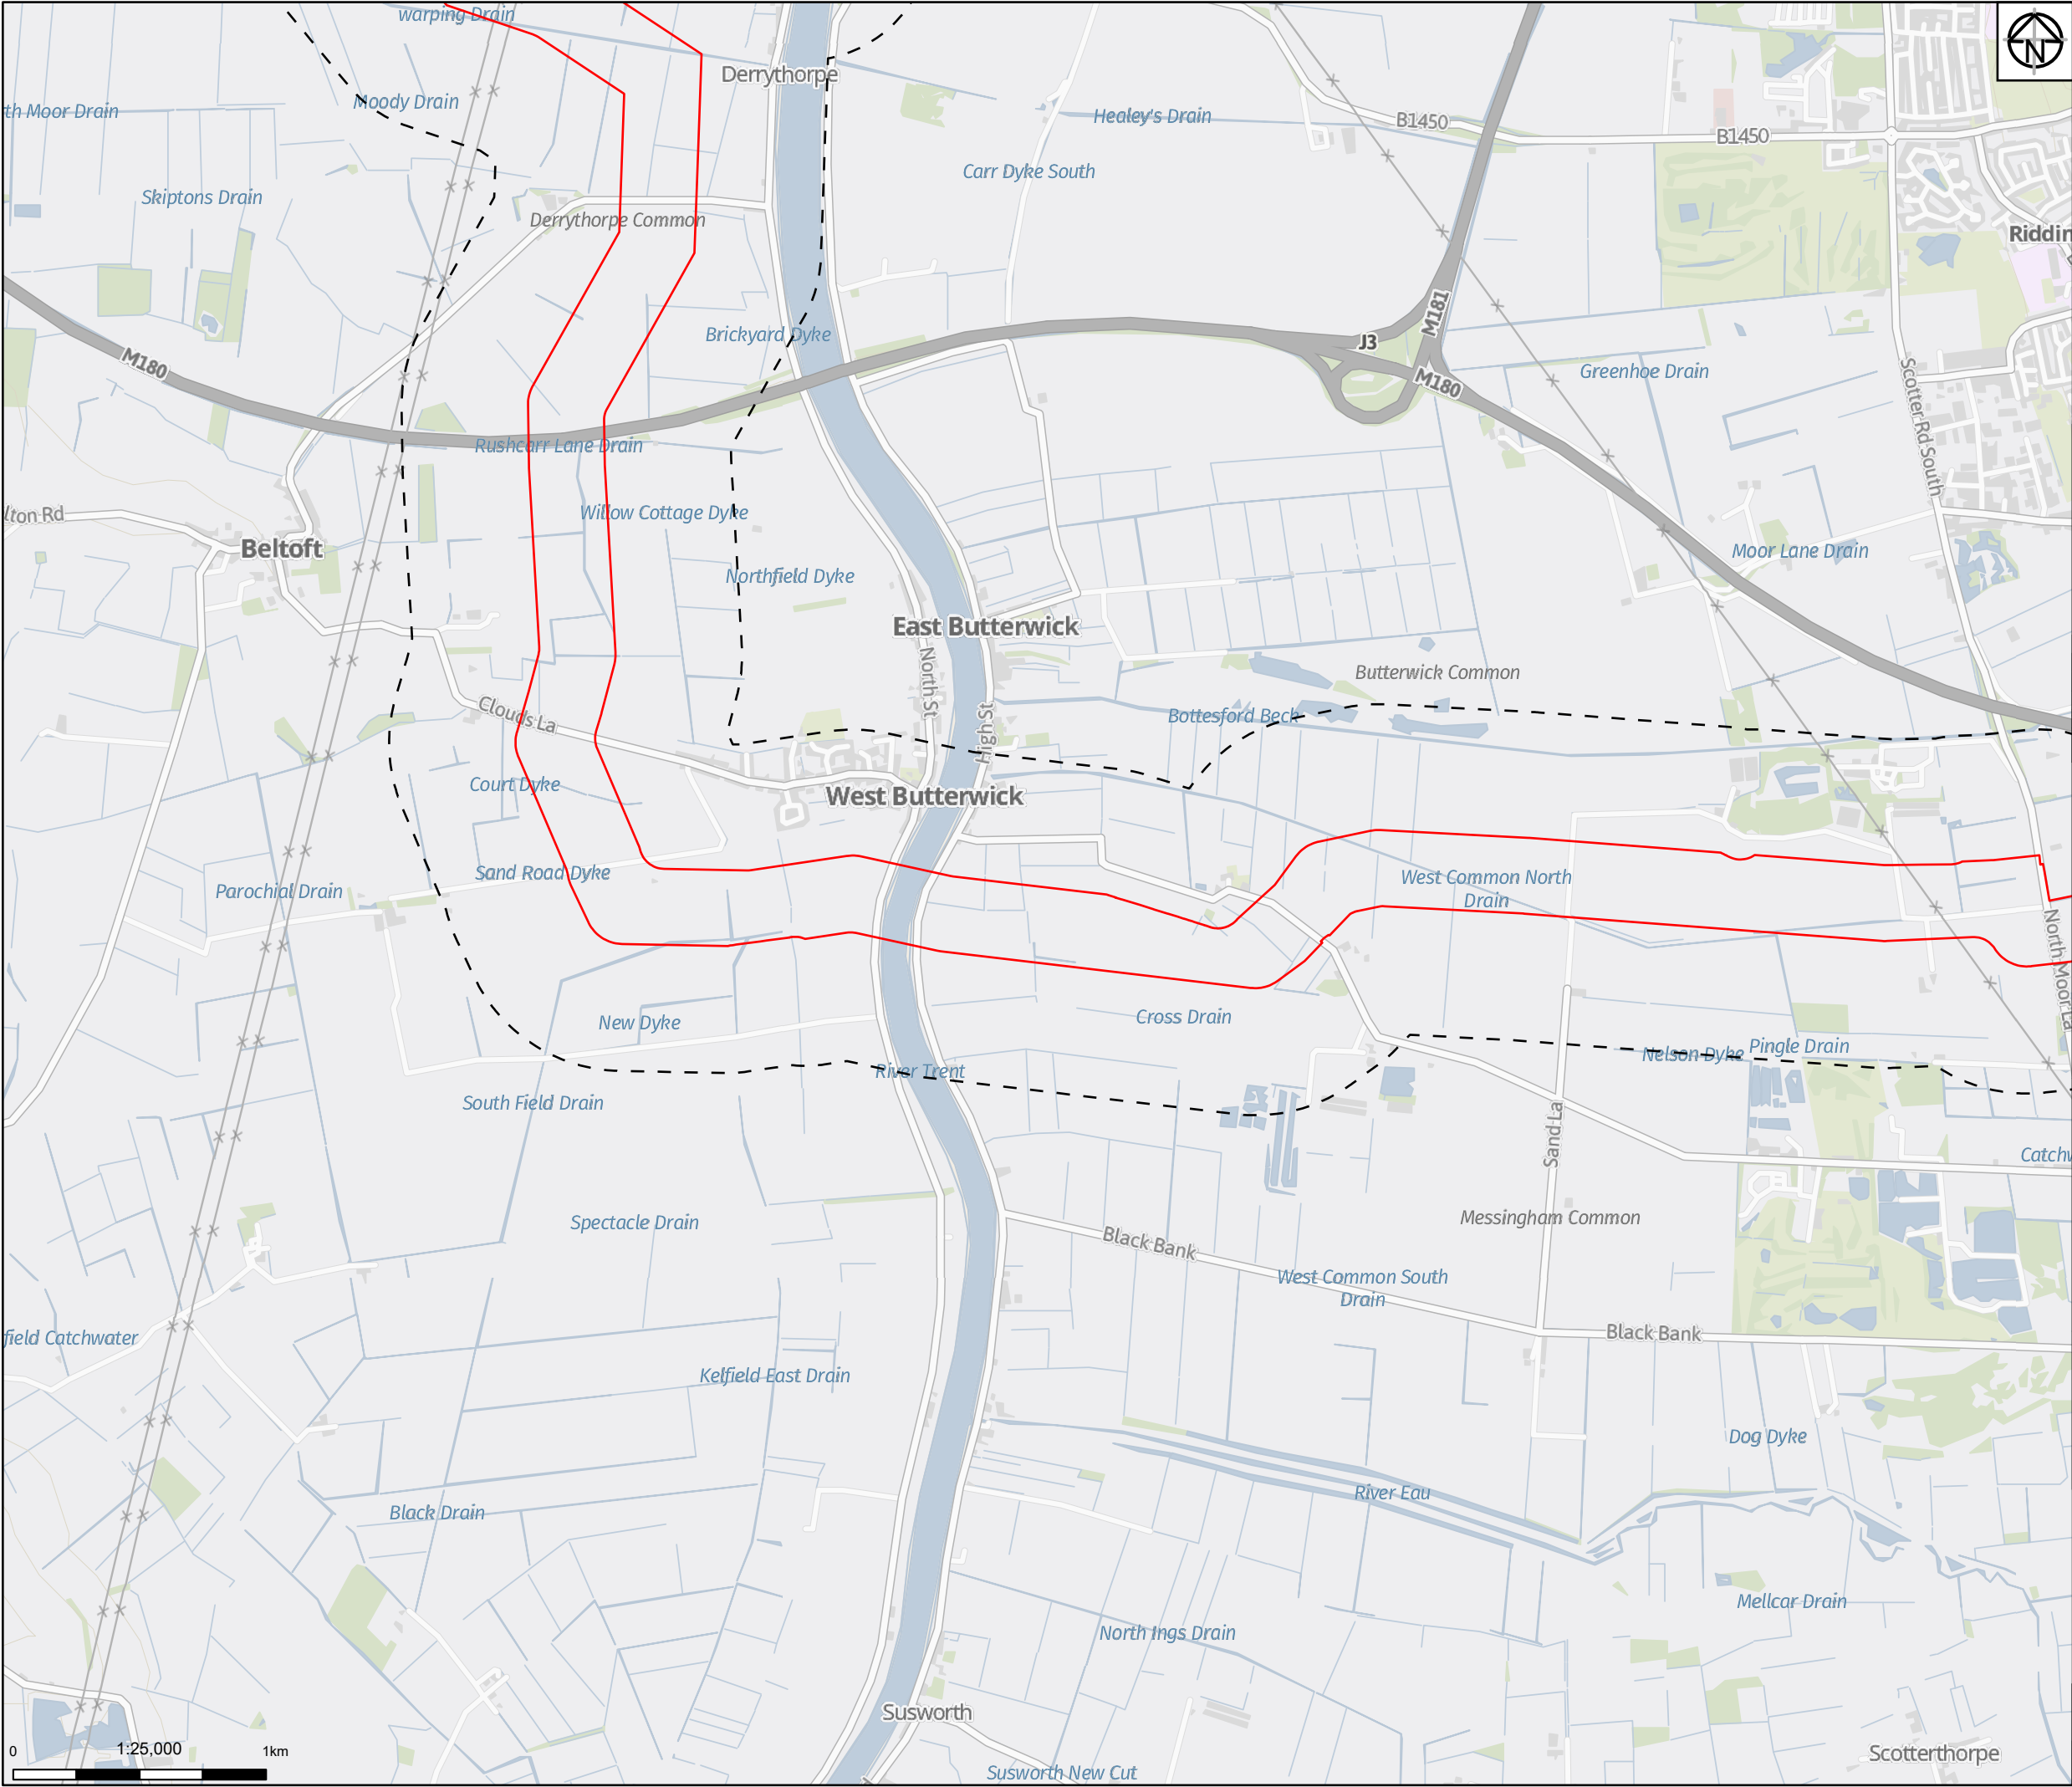 warping Drain
N
Derrythorpe
Moody Drain
th Moor Drain
Healey's Drain
B1450
B1450
Carr Dyke South
Skiptons Drain
Derrythorpe Common
Riddin
M181
Brickyard Dyke
J3
M180
M180
Greenhoe Drain
Scotter Rd South
Rushcarr Lane Drain
lton Rd
Willow Cottage Dyke
Beltoft
Moor Lane Drain
Northfield Dyke
East Butterwick
North St
Butterwick Common
Clouds La
High St
Bottesford Beck
Court Dyke
West Butterwick
Sand Road Dyke
Parochial Drain
West Common North
Drain
North Moor La
New Dyke
Cross Drain
Nelson Dyke
Pingle Drain
River Trent
South Field Drain
Sand La
Catchw
Spectacle Drain
Messingham Common
Black Bank
West Common South
Drain
field Catchwater
Black Bank
Kelfield East Drain
Dog Dyke
River Eau
Black Drain
Mellcar Drain
North Ings Drain
Susworth
Scotterthorpe
Susworth New Cut
0
1:25,000
1km